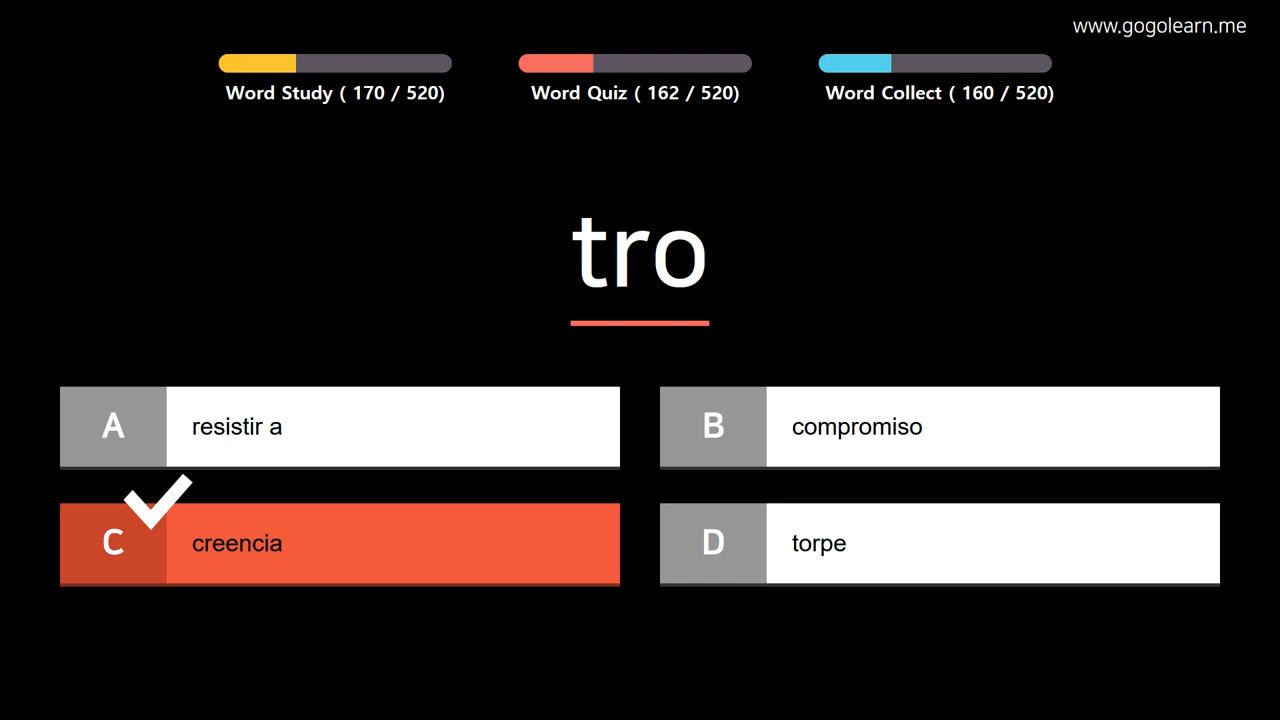 www.gogolearn.me
Word Study ( 170 / 520)
Word Quiz ( 162 / 520)
Word Collect ( 160 / 520)
tro
A resistir a
B compromiso
C creencia
D torpe